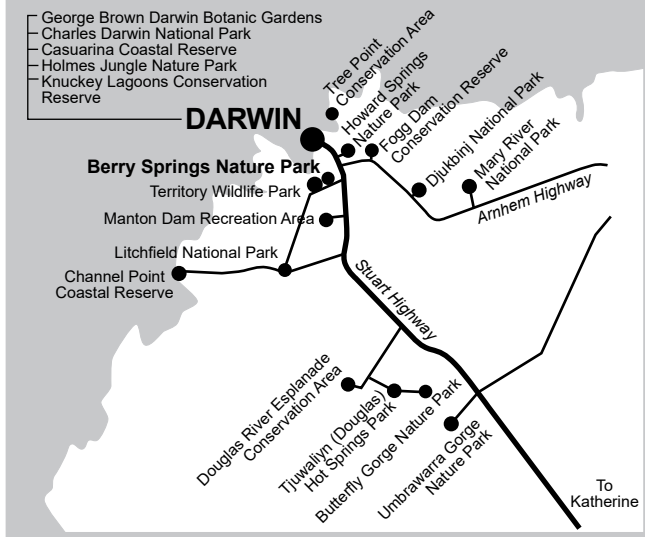 George Brown Darwin Botanic Gardens
Charles Darwin National Park
Casuarina Coastal Reserve
Holmes Jungle Nature Park
Knuckey Lagoons Conservation
Reserve
DARWIN
Tree Point
Conservation Area
Howard Springs
Nature Park
Fogg Dam
Conservation Reserve
Djukbinj National Park
Mary River
National Park
Arnhem Highway
Berry Springs Nature Park
Territory Wildlife Park
Manton Dam Recreation Area
Litchfield National Park
Channel Point
Coastal Reserve
Stuart Highway
Douglas River Esplanade
Conservation Area
Tjuwaliyn (Douglas)
Hot Springs Park
Butterfly Gorge Nature Park
Umbrawarra Gorge
Nature Park
To
Katherine